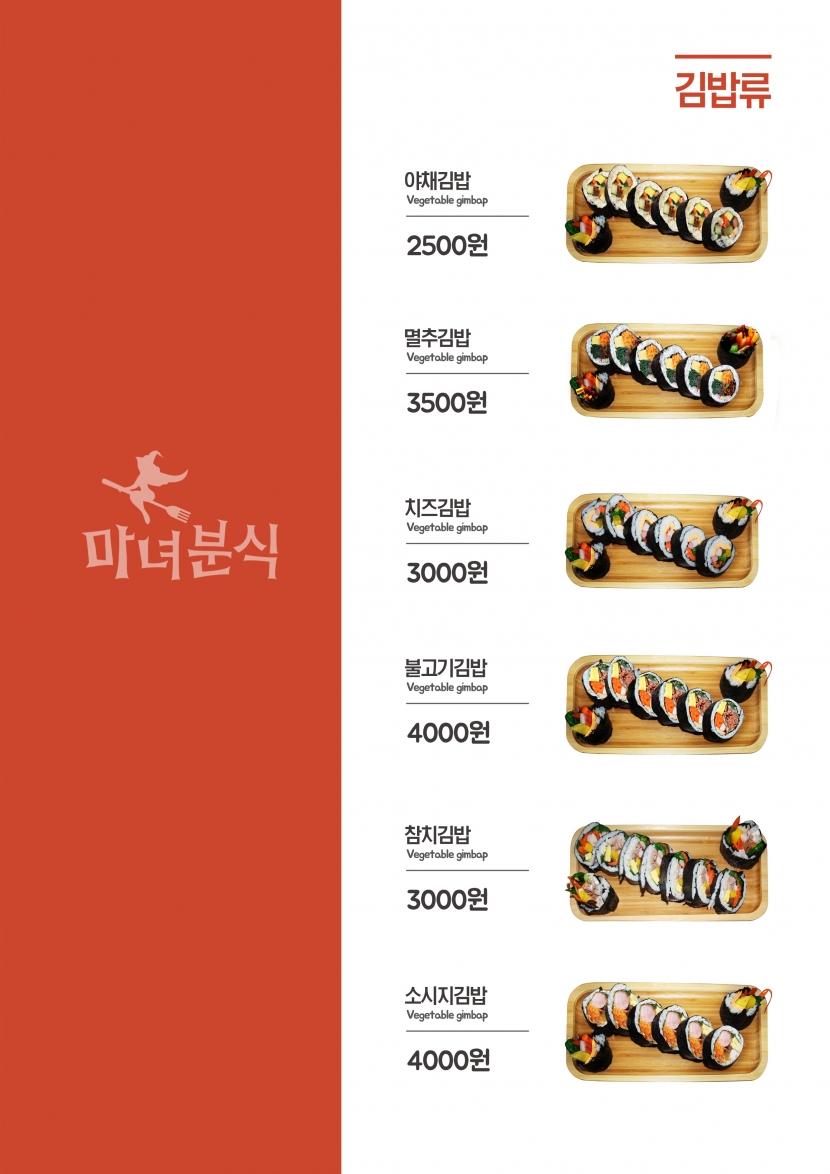 김밥류
야채김밥
Vegetable gimbap
2500원
멸추김밥
Vegetable gimbap
3500원
치즈김밥
Vegetable gimbap
3000원
불고기김밥
Vegetable gimbap
4000원
참치김밥
Vegetable gimbap
3000원
소시지김밥
Vegetable gimbap
4000원
마녀분식